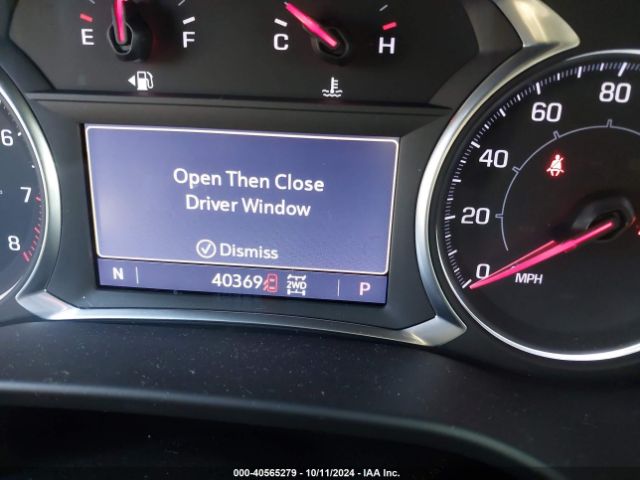 E F
C H
6
7
8
Open Then Close
Driver Window
Dismiss
N 40369 2WD P
0
20
40
60
80
MPH
000-40565279 - 10/11/2024 - IAA Inc.